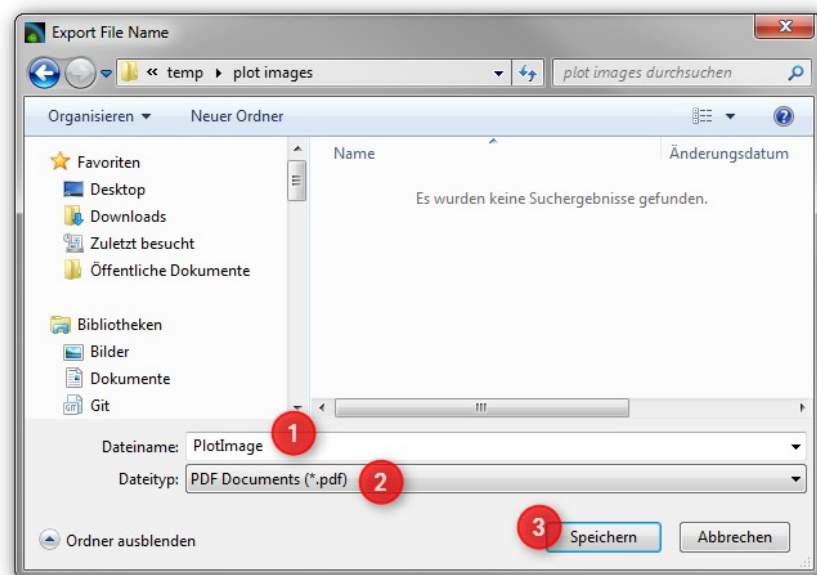 Export File Name
« temp ▸ plot images
plot images durchsuchen
Organisieren
Neuer Ordner
Favoriten
Desktop
Downloads
Zuletzt besucht
Öffentliche Dokumente
Bibliotheken
Bilder
Dokumente
Git
Name
Änderungsdatum
Es wurden keine Suchergebnisse gefunden.
Dateiname: PlotImage 1
Dateityp: PDF Documents (*.pdf) 2
Ordner ausblenden
3 Speichern
Abbrechen